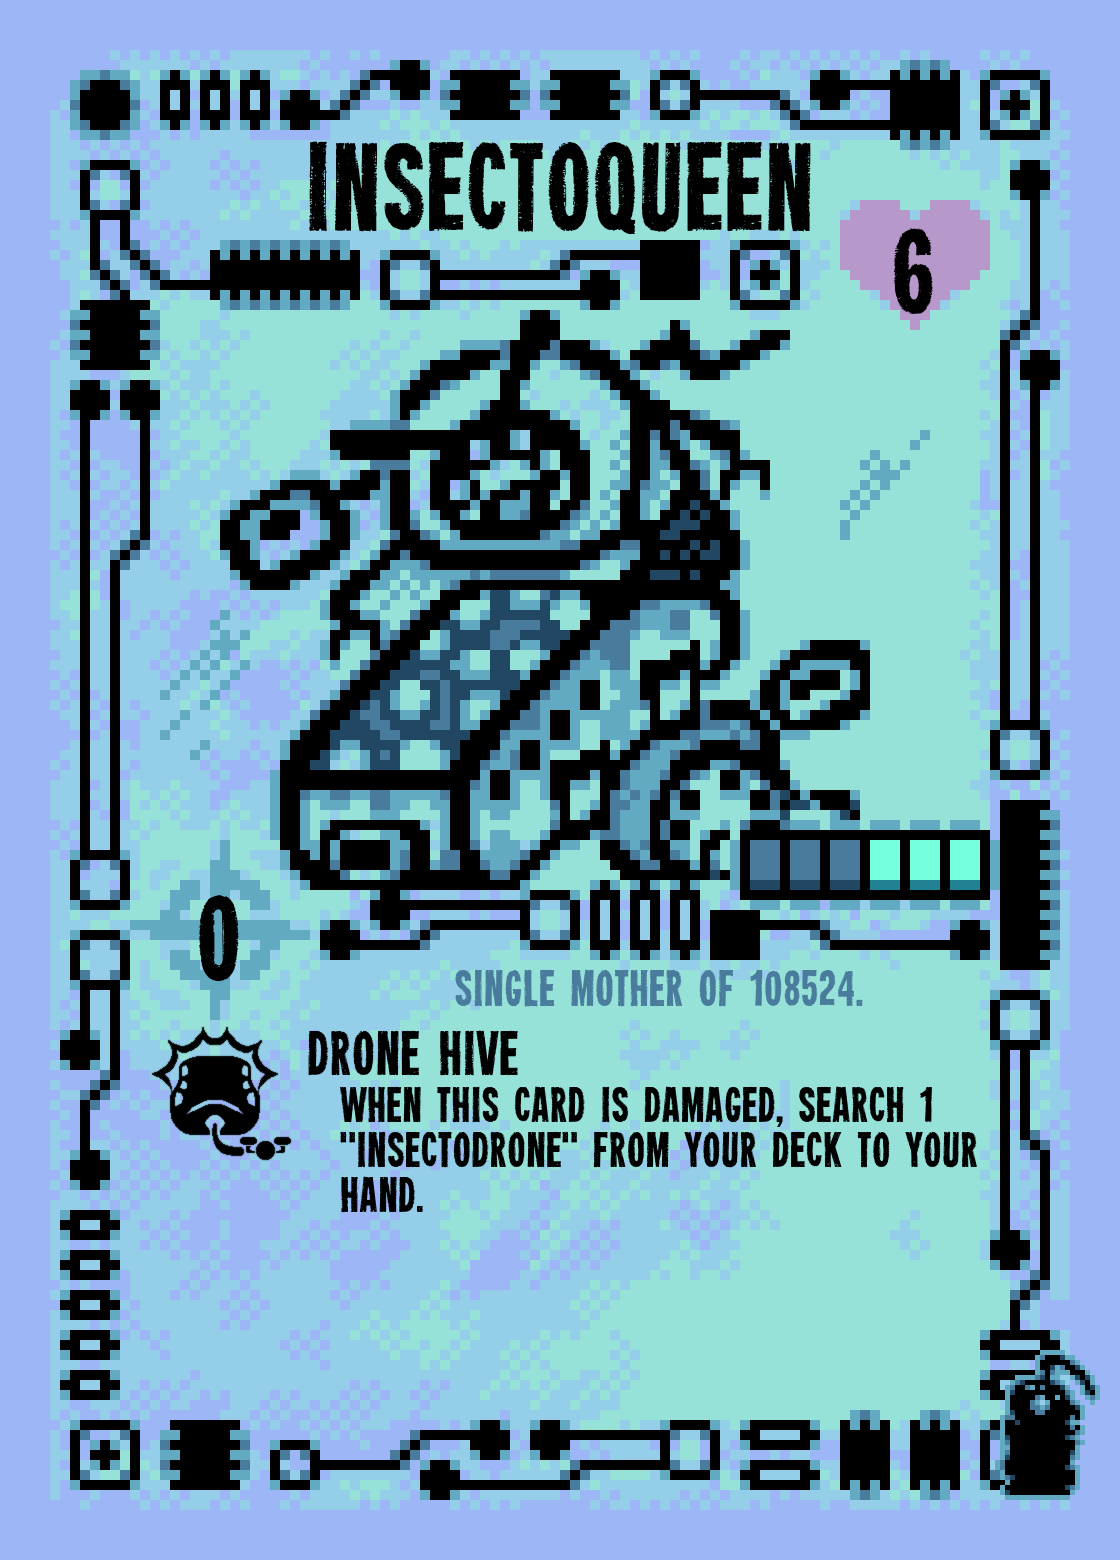 INSECTOQUEEN
6
0
SINGLE MOTHER OF 108524.
DRONE HIVE
WHEN THIS CARD IS DAMAGED, SEARCH 1
"INSECTODRONE" FROM YOUR DECK TO YOUR
HAND.